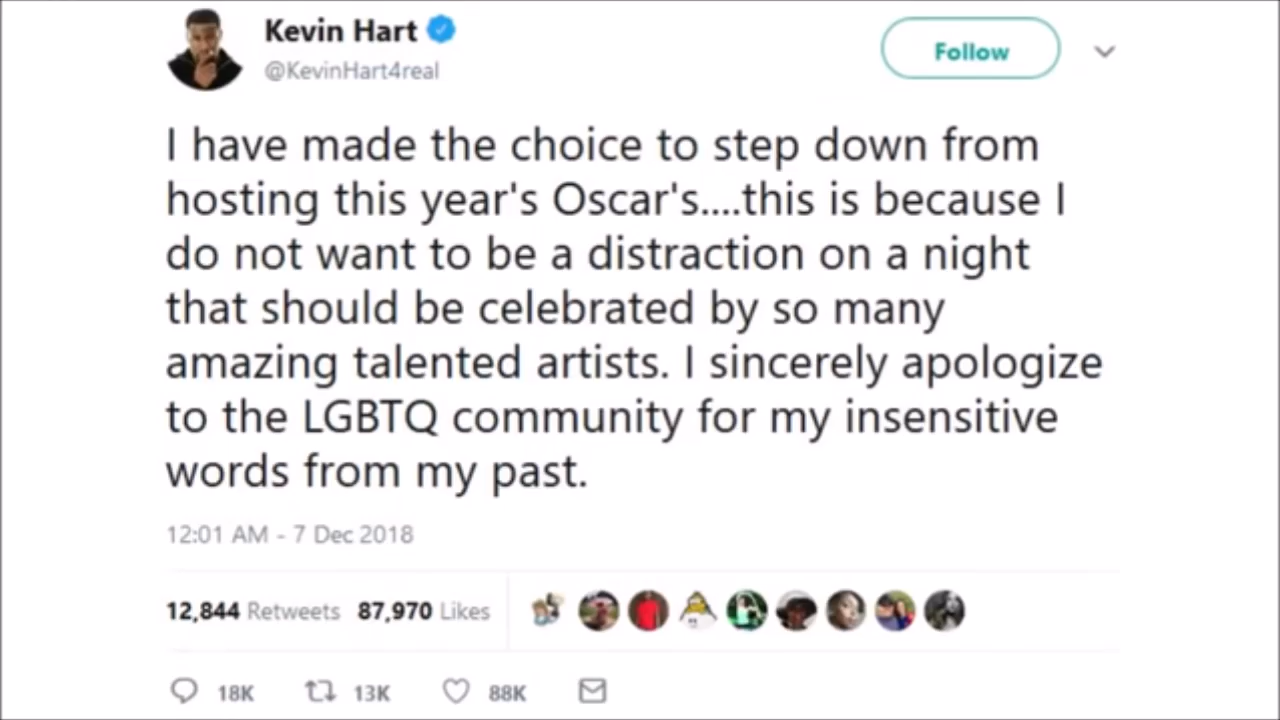 Kevin Hart
@KevinHart4real
Follow
I have made the choice to step down from
hosting this year's Oscar's....this is because I
do not want to be a distraction on a night
that should be celebrated by so many
amazing talented artists. I sincerely apologize
to the LGBTQ community for my insensitive
words from my past.
12:01 AM - 7 Dec 2018
12,844 Retweets 87,970 Likes
18K 13K 88K